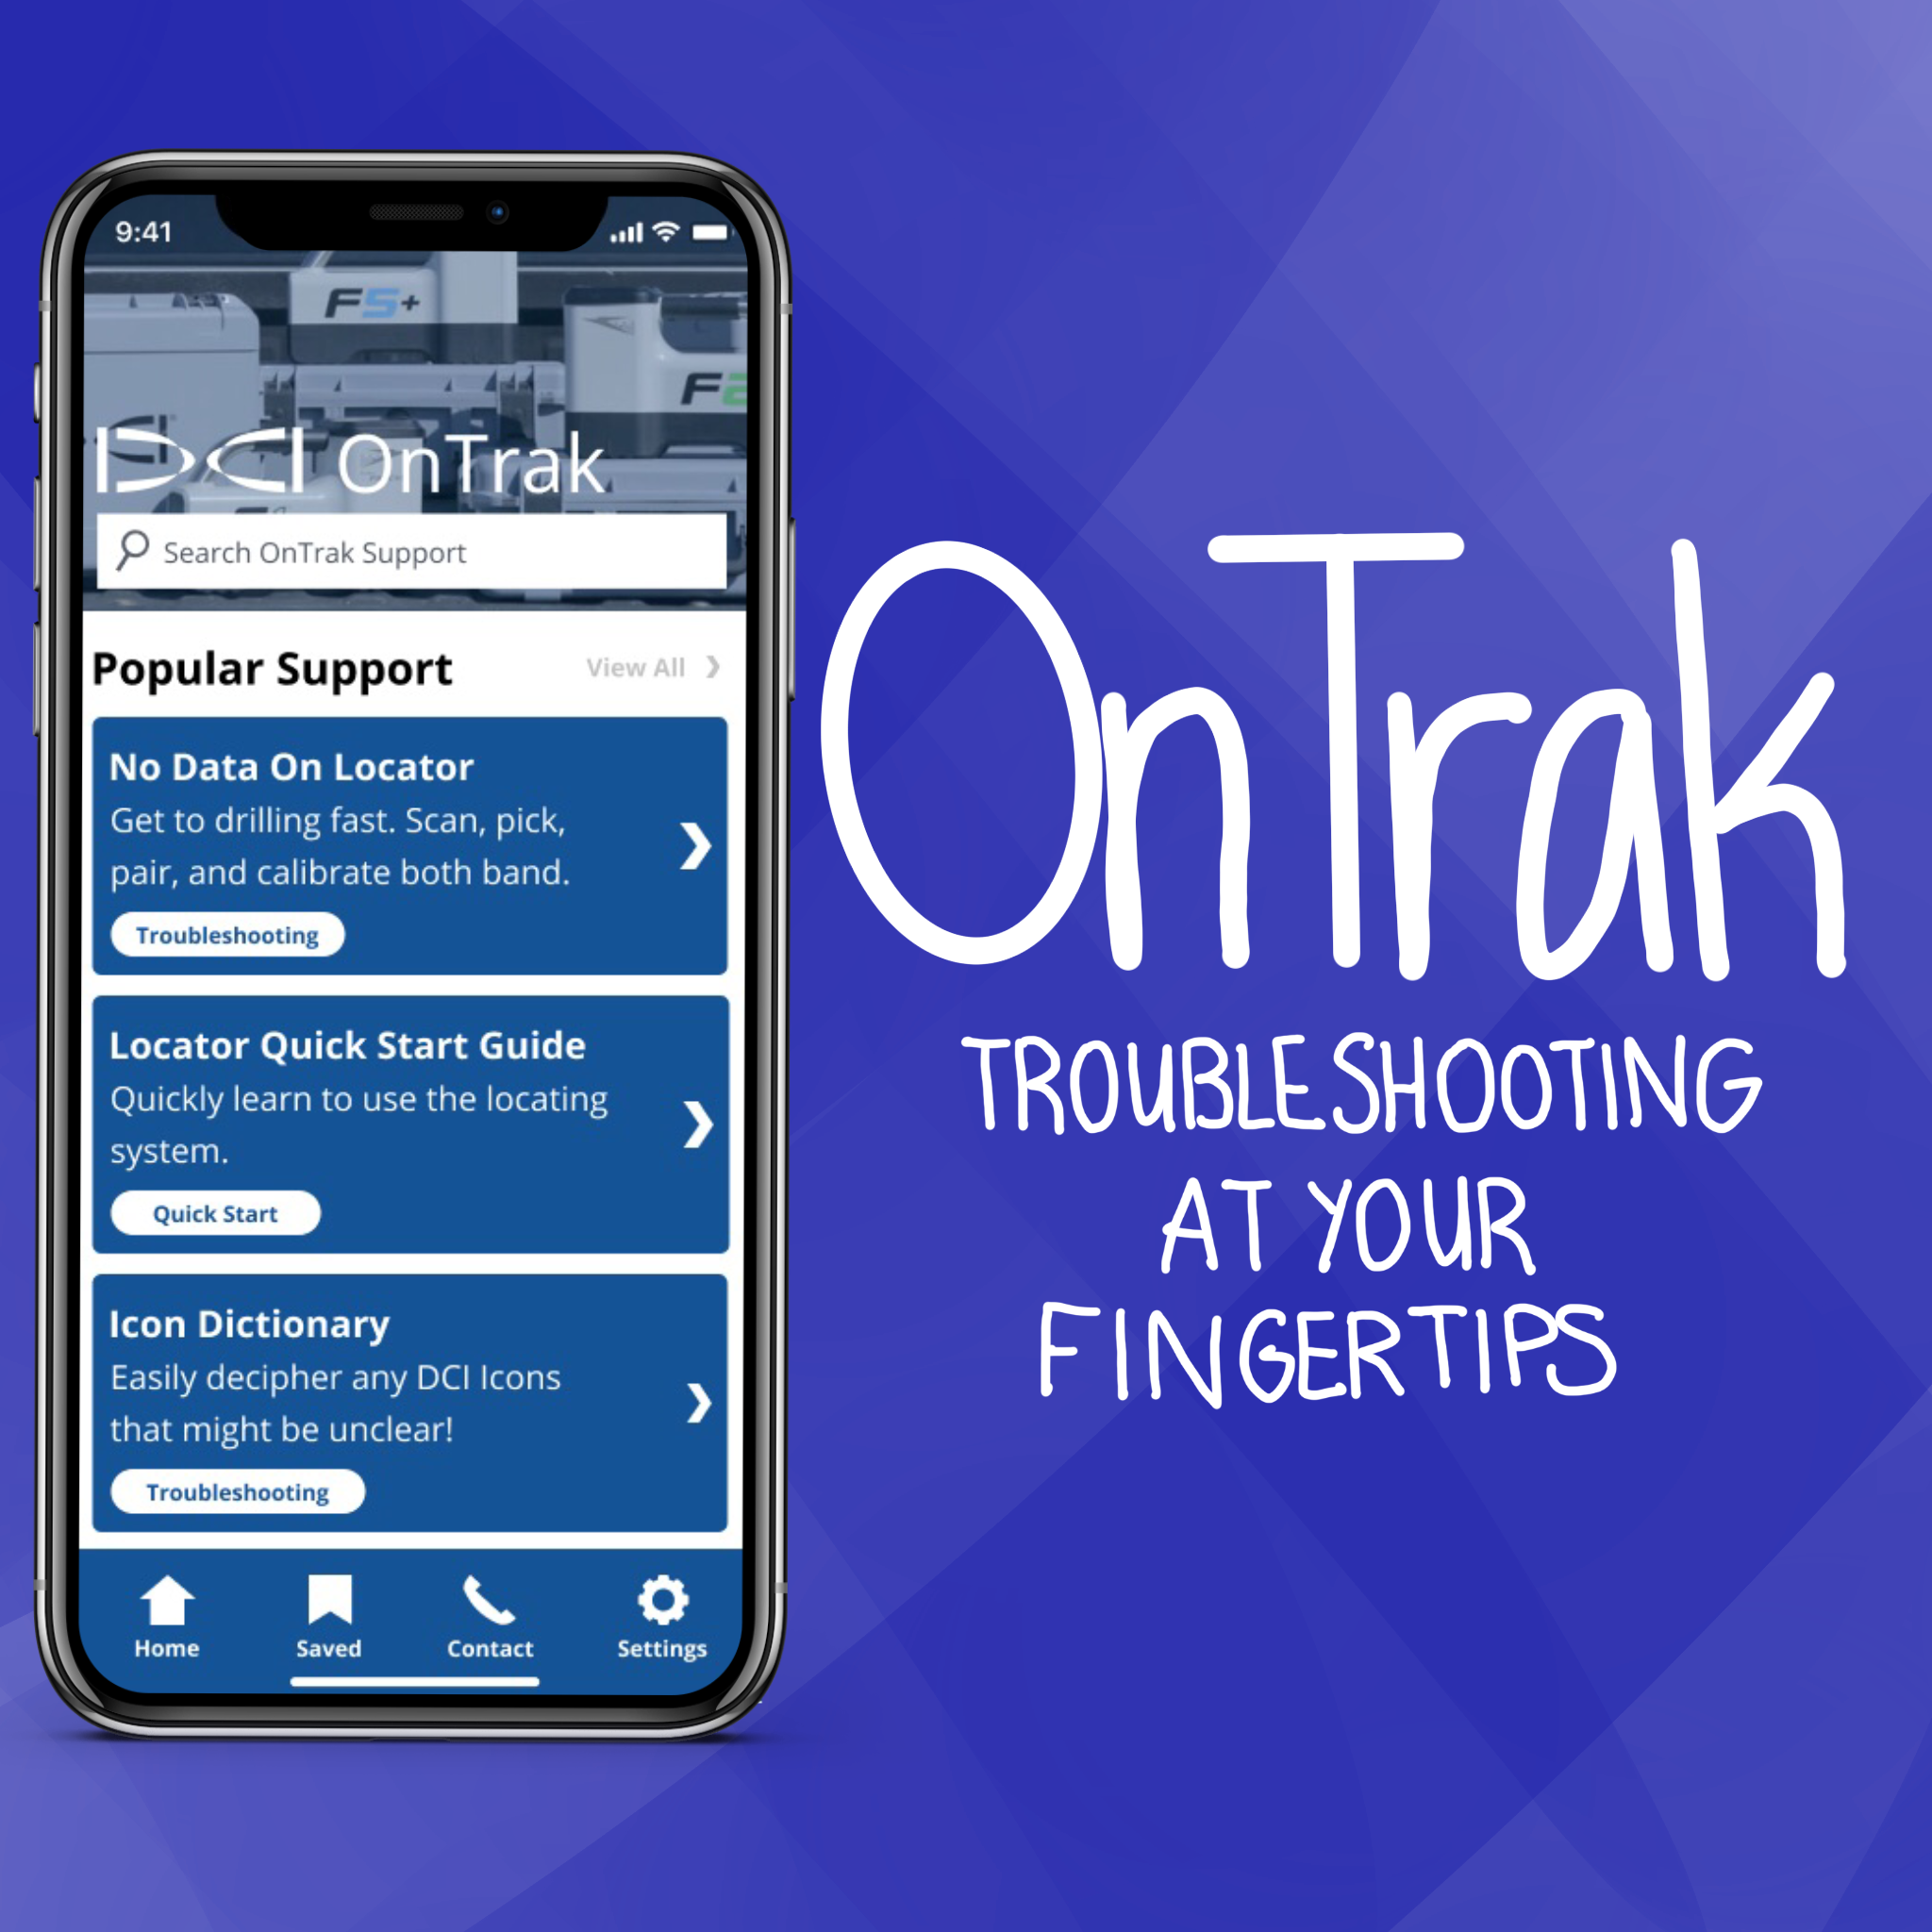 9:41
F5+
F2
DCI
DCI OnTrak
Search OnTrak Support
Popular Support
View All
No Data On Locator
Get to drilling fast. Scan, pick,
pair, and calibrate both band.
Troubleshooting
Locator Quick Start Guide
Quickly learn to use the locating
system.
Quick Start
Icon Dictionary
Easily decipher any DCI Icons
that might be unclear!
Troubleshooting
Home
Saved
Contact
Settings
OnTrak
TROUBLESHOOTING
AT YOUR
FINGERTIPS